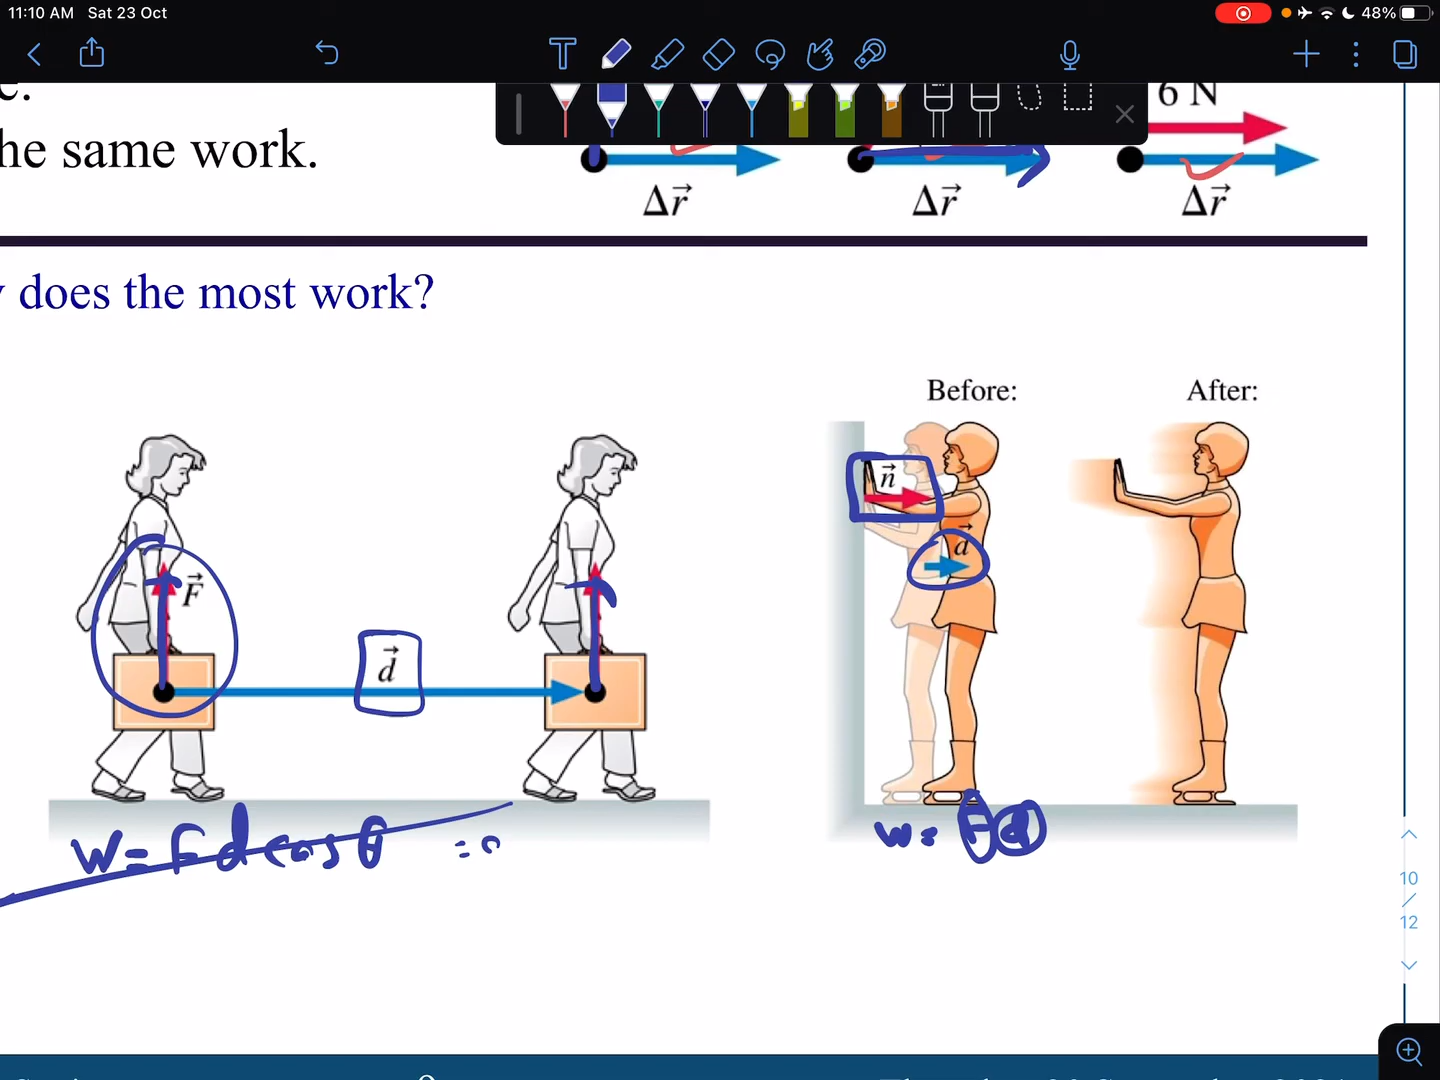 11:10 AM Sat 23 Oct
48%
c.
6 N
he same work.
Δr⃗
Δr⃗
Δr⃗
does the most work?
Before:
After:
n⃗
d⃗
F⃗
d⃗
W = F d cos θ = 0
W = F d
10
/
12